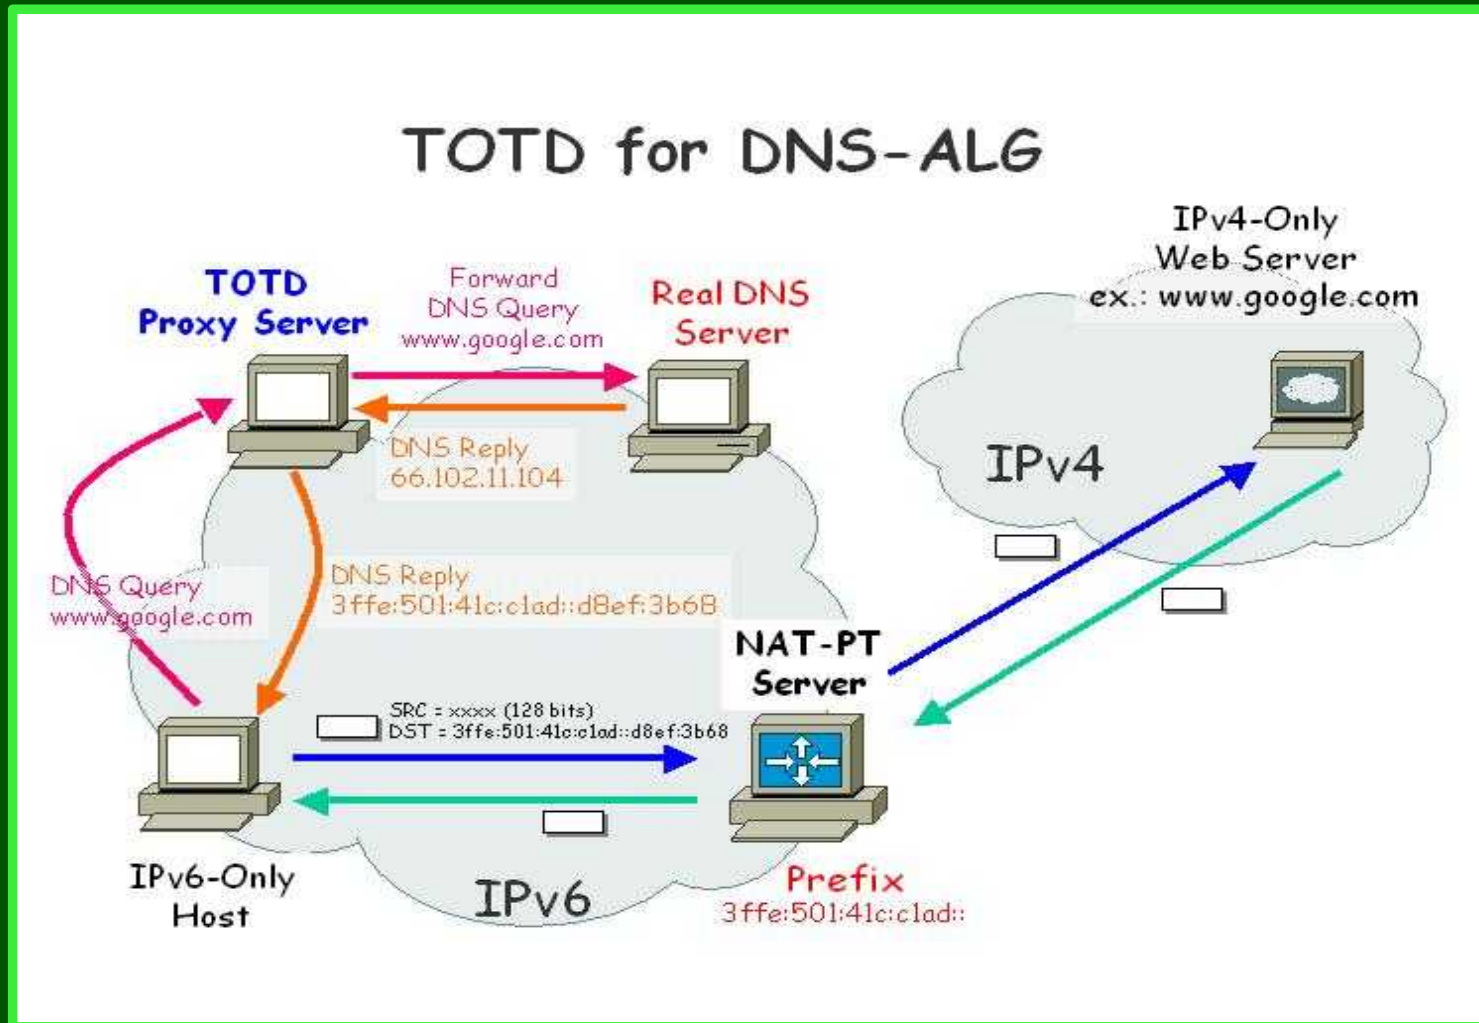 TOTD for DNS-ALG
IPv4-Only
Web Server
ex.: www.google.com
TOTD
Proxy Server
Forward
DNS Query
www.google.com
Real DNS
Server
DNS Reply
66.102.11.104
IPv4
DNS Query
www.google.com
DNS Reply
3ffe:501:41c:c1ad::d8ef:3b68
NAT-PT
Server
SRC = xxxx (128 bits)
DST = 3ffe:501:41c:c1ad::d8ef:3b68
IPv6-Only
Host
IPv6
Prefix
3ffe:501:41c:c1ad::